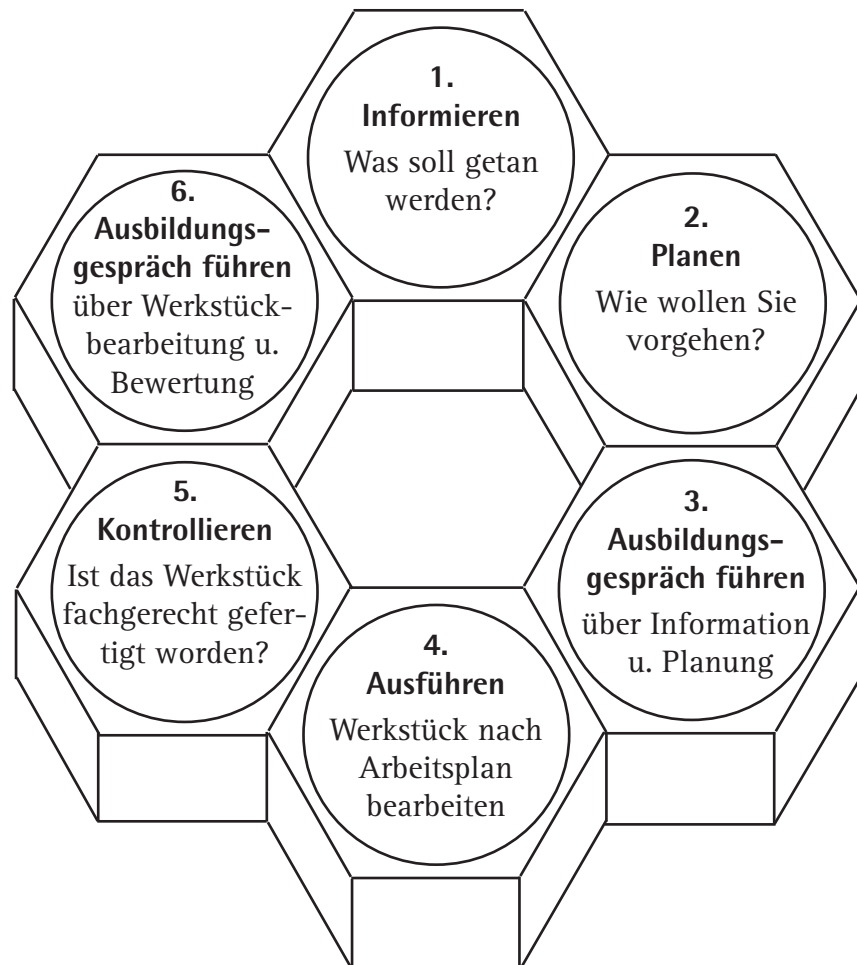 1.
Informieren
Was soll getan
werden?
2.
Planen
Wie wollen Sie
vorgehen?
3.
Ausbildungs-
gespräch führen
über Information
u. Planung
4.
Ausführen
Werkstück nach
Arbeitsplan
bearbeiten
5.
Kontrollieren
Ist das Werkstück
fachgerecht gefer-
tigt worden?
6.
Ausbildungs-
gespräch führen
über Werkstück-
bearbeitung u.
Bewertung